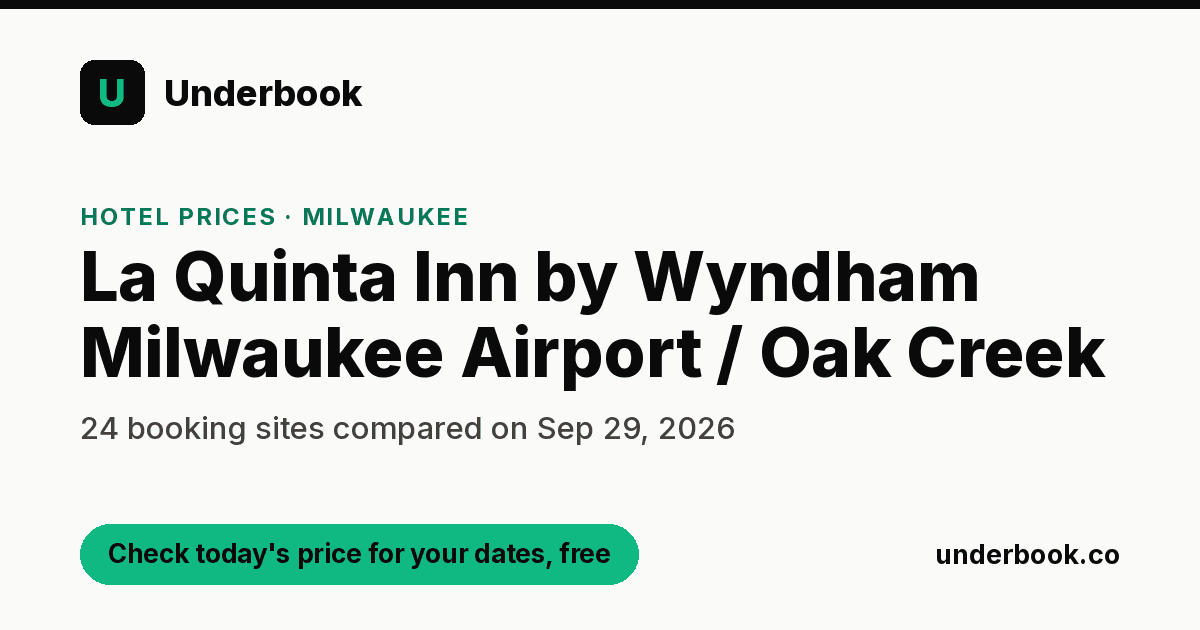 U Underbook
HOTEL PRICES · MILWAUKEE
La Quinta Inn by Wyndham
Milwaukee Airport / Oak Creek
24 booking sites compared on Sep 29, 2026
Check today's price for your dates, free
underbook.co